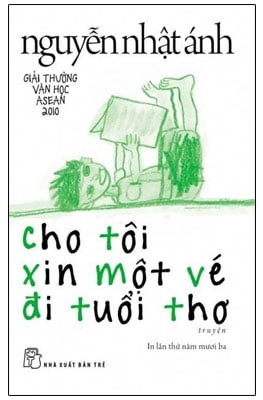 nguyễn nhật ánh
GIẢI THƯỞNG
VĂN HỌC
ASEAN
2010
cho tôi
xin một vé
đi tuổi thơ
truyện
In lần thứ năm mươi ba
NHÀ XUẤT BẢN TRẺ